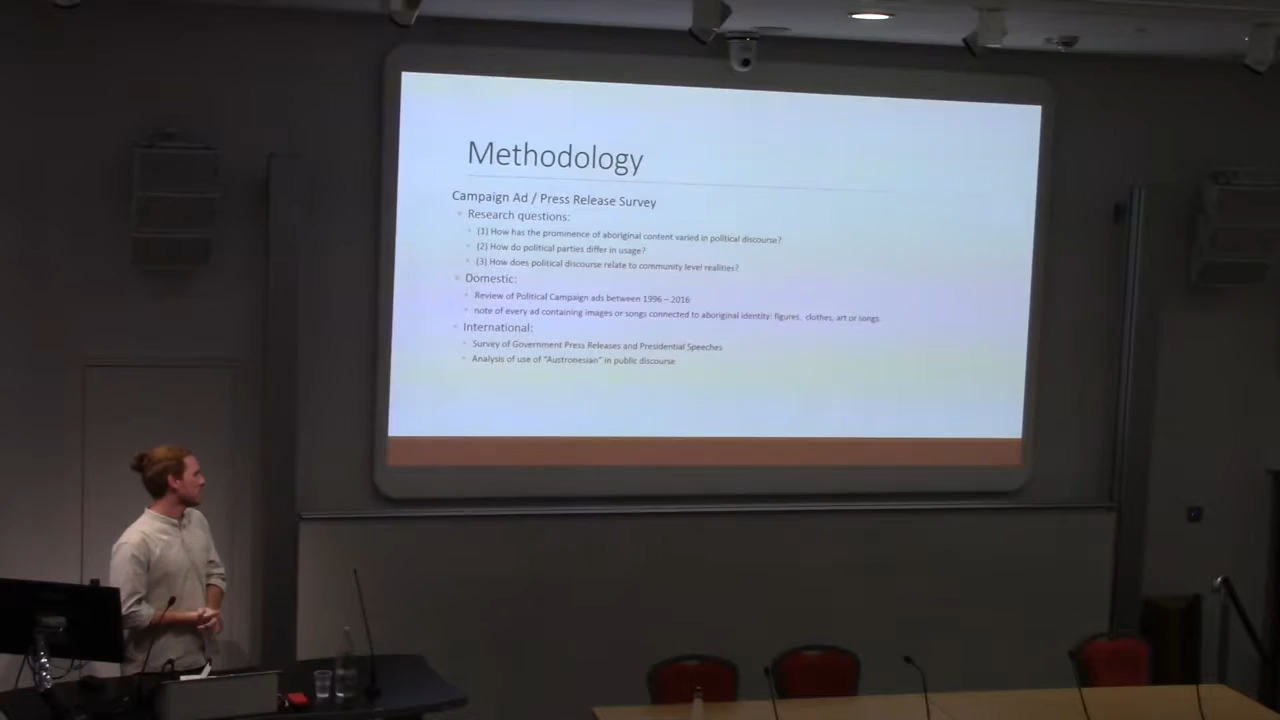 Methodology
Campaign Ad / Press Release Survey
Research questions:
(1) How has the prominence of aboriginal content varied in political discourse?
(2) How do political parties differ in usage?
(3) How does political discourse relate to community level realities?
Domestic:
Review of Political Campaign ads between 1996 – 2016
note of every ad containing images or songs connected to aboriginal identity: figures, clothes, art or songs.
International:
Survey of Government Press Releases and Presidential Speeches
Analysis of use of "Austronesian" in public discourse